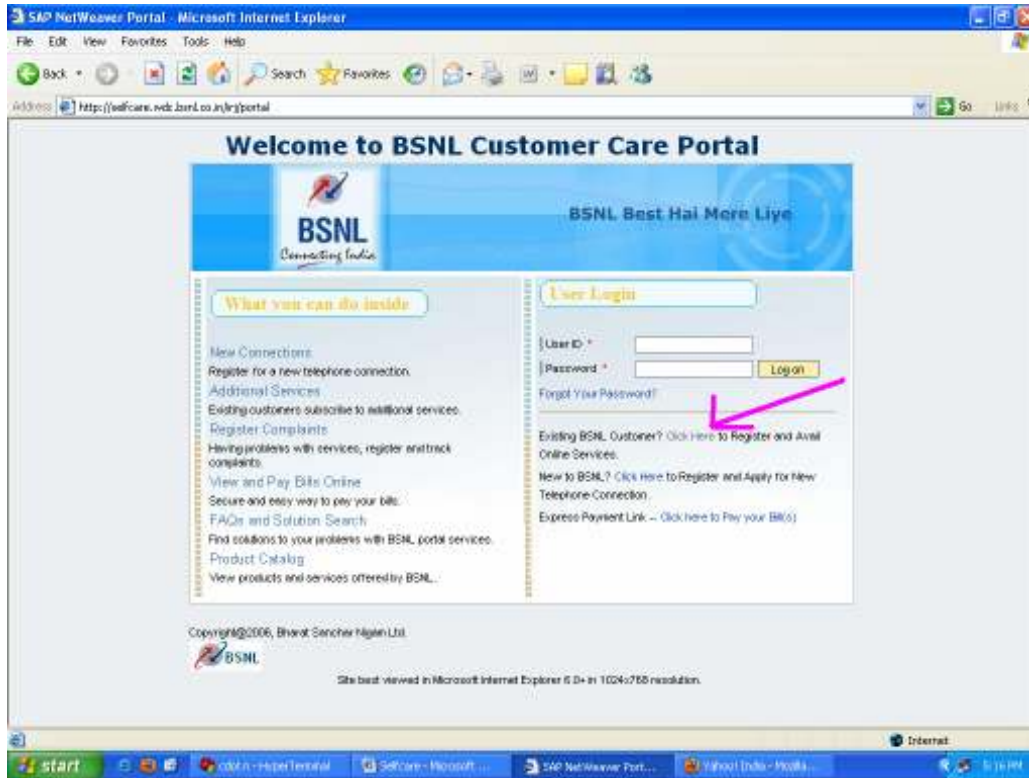 SAP NetWeaver Portal - Microsoft Internet Explorer
File Edit View Favorites Tools Help
Back Search Favorites
Address http://selfcare.wdc.bsnl.co.in/irj/portal Go Links
Welcome to BSNL Customer Care Portal
BSNL
Connecting India
BSNL Best Hai Mere Liye
What you can do inside
New Connections
Register for a new telephone connection.
Additional Services
Existing customers subscribe to additional services.
Register Complaints
Having problems with services, register and track
complaints.
View and Pay Bills Online
Secure and easy way to pay your bills.
FAQs and Solution Search
Find solutions to your problems with BSNL portal services.
Product Catalog
View products and services offered by BSNL.
User Login
User ID *
Password * Log on
Forgot Your Password?
Existing BSNL Customer? Click Here to Register and Avail
Online Services.
New to BSNL? Click Here to Register and Apply for New
Telephone Connection.
Express Payment Link -- Click here to Pay your Bill(s)
Copyright@2006, Bharat Sanchar Nigam Ltd.
BSNL
Site best viewed in Microsoft Internet Explorer 6.0+ in 1024x768 resolution.
Internet
start cdot n - HyperTerminal Selfcare - Microsoft ... SAP NetWeaver Port... Yahoo! India - Mozilla...